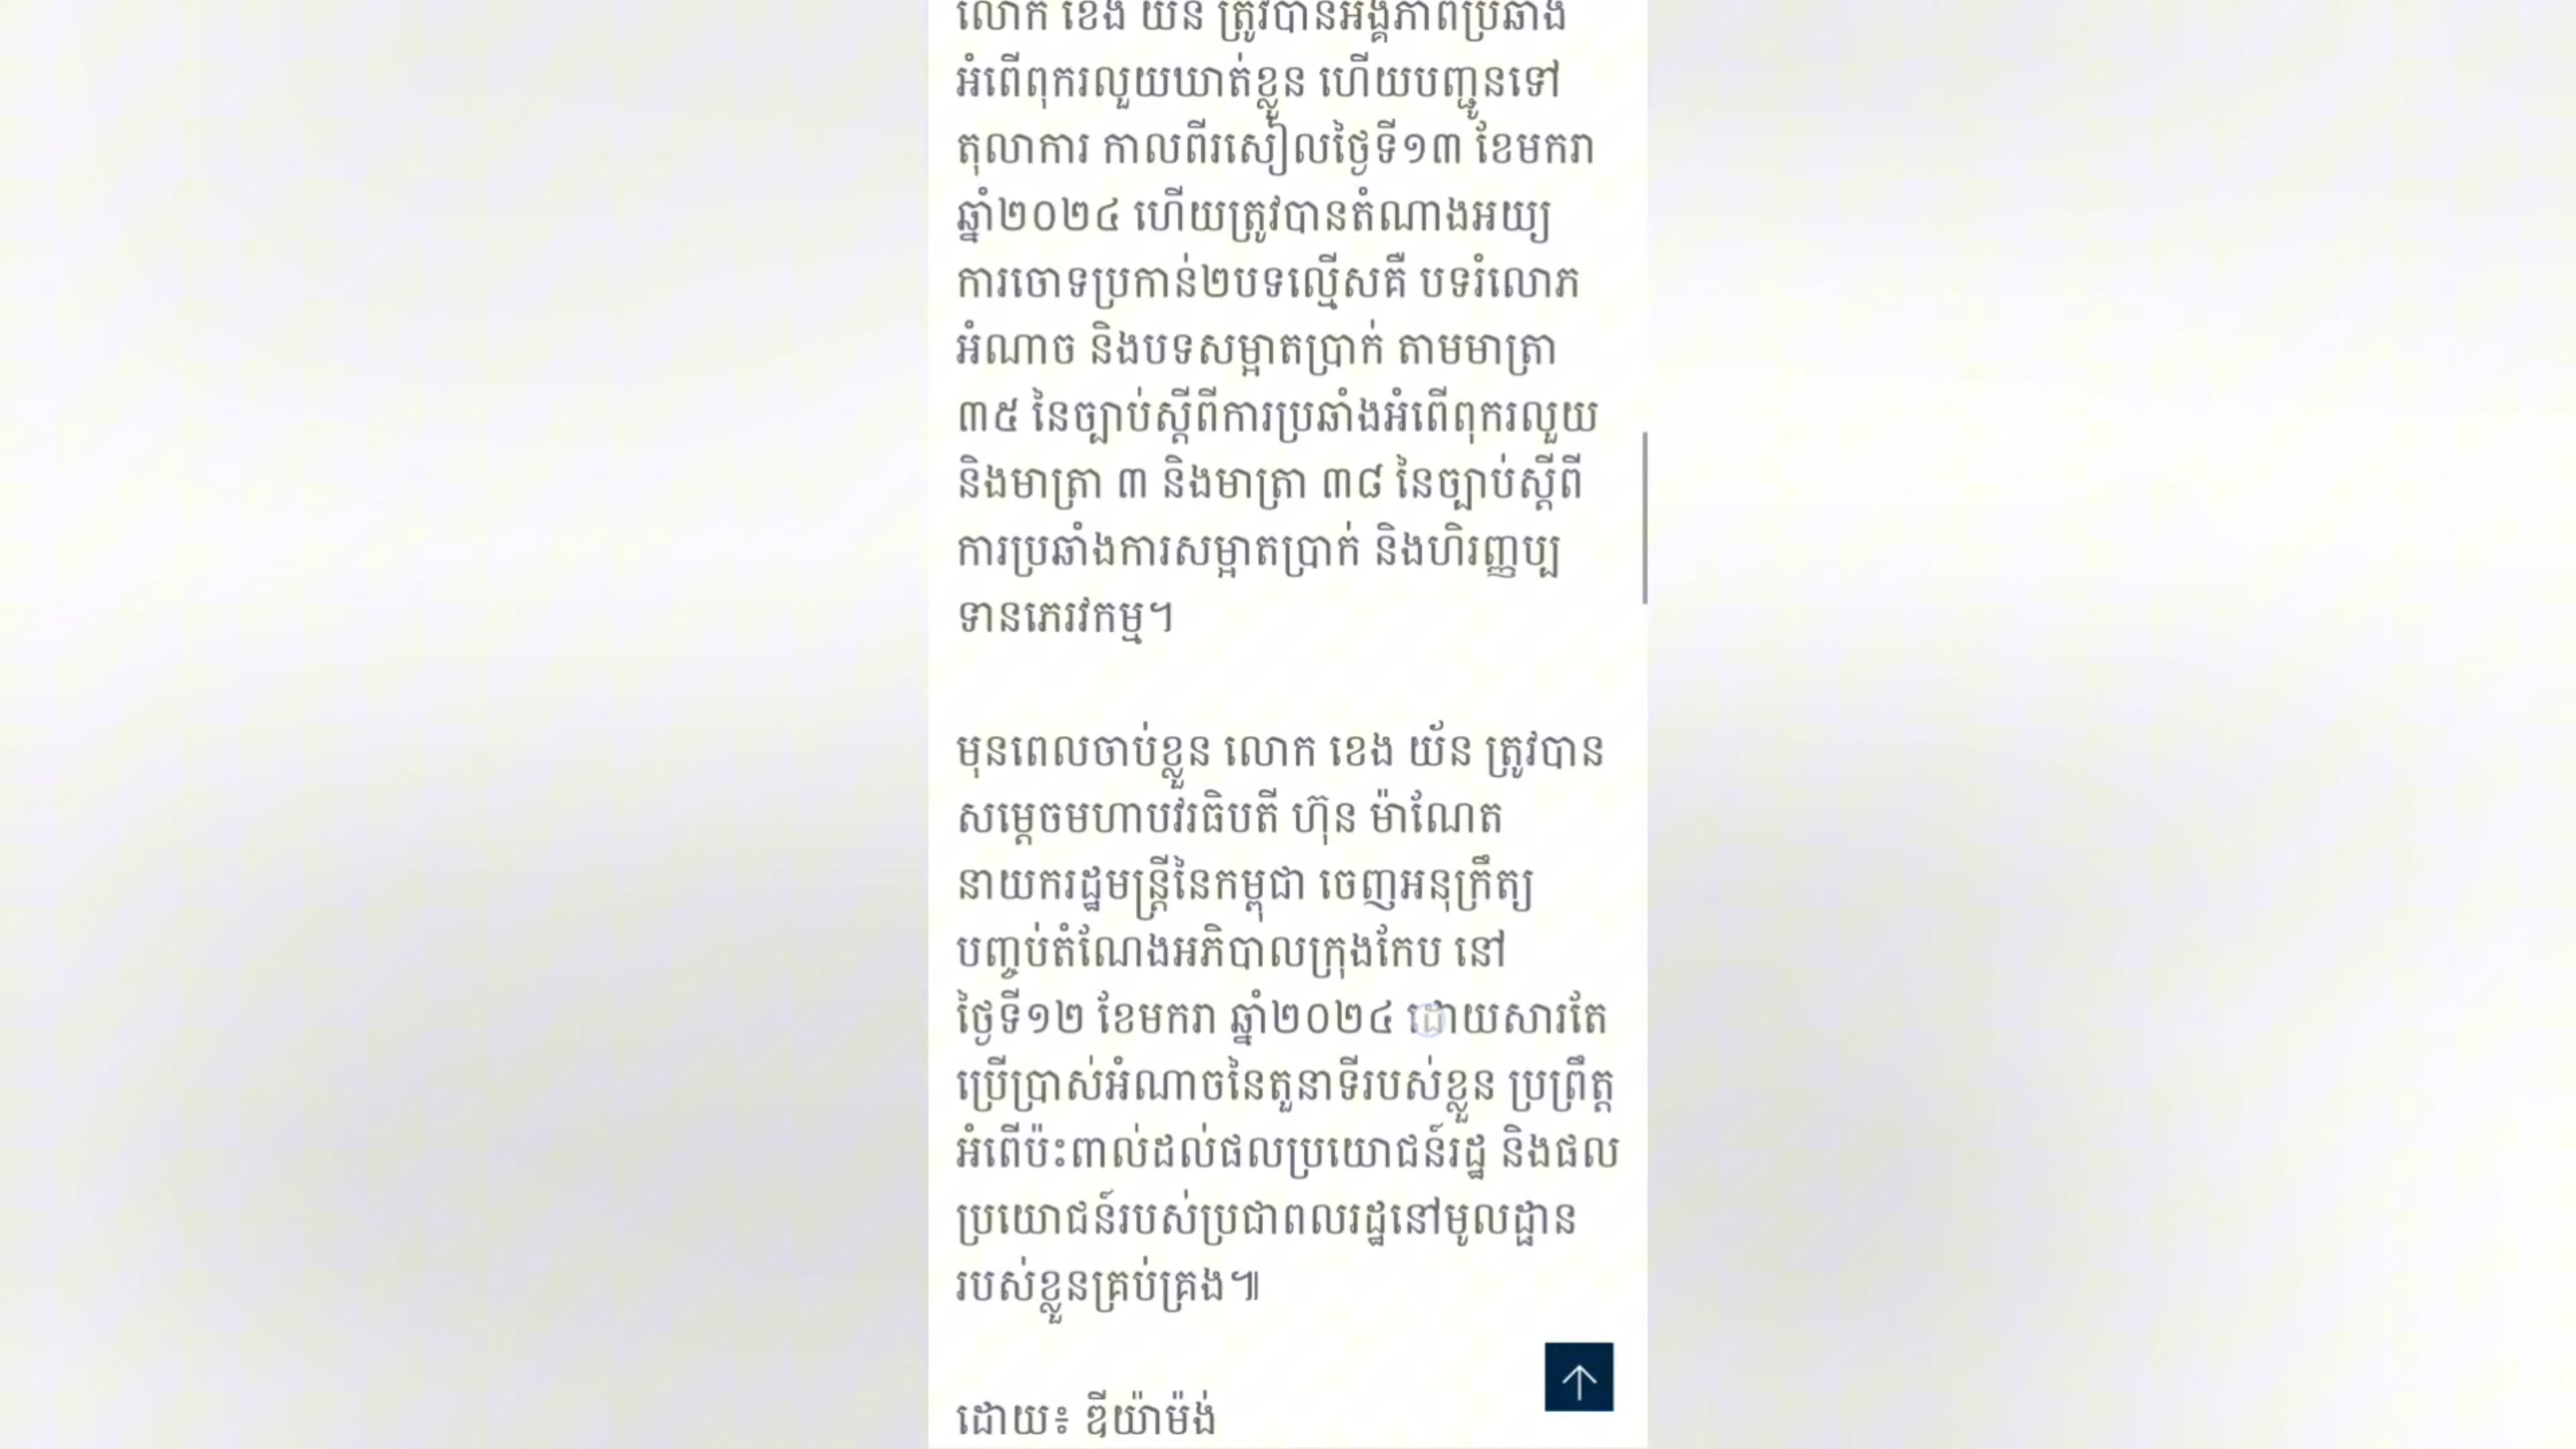 លោក ខេង យ័ន ត្រូវបានអង្គភាពប្រឆាំង
អំពើពុករលួយឃាត់ខ្លួន ហើយបញ្ជូនទៅ
តុលាការ កាលពីរសៀលថ្ងៃទី១៣ ខែមករា
ឆ្នាំ២០២៤ ហើយត្រូវបានតំណាងអយ្យ
ការចោទប្រកាន់២បទល្មើសគឺ បទរំលោភ
អំណាច និងបទសម្អាតប្រាក់ តាមមាត្រា
៣៥ នៃច្បាប់ស្តីពីការប្រឆាំងអំពើពុករលួយ
និងមាត្រា ៣ និងមាត្រា ៣៨ នៃច្បាប់ស្តីពី
ការប្រឆាំងការសម្អាតប្រាក់ និងហិរញ្ញប្ប
ទានភេរវកម្ម។
មុនពេលចាប់ខ្លួន លោក ខេង យ័ន ត្រូវបាន
សម្តេចមហាបវរធិបតី ហ៊ុន ម៉ាណែត
នាយករដ្ឋមន្ត្រីនៃកម្ពុជា ចេញអនុក្រឹត្យ
បញ្ចប់តំណែងអភិបាលក្រុងកែប នៅ
ថ្ងៃទី១២ ខែមករា ឆ្នាំ២០២៤ ដោយសារតែ
ប្រើប្រាស់អំណាចនៃតួនាទីរបស់ខ្លួន ប្រព្រឹត្ត
អំពើប៉ះពាល់ដល់ផលប្រយោជន៍រដ្ឋ និងផល
ប្រយោជន៍របស់ប្រជាពលរដ្ឋនៅមូលដ្ឋាន
របស់ខ្លួនគ្រប់គ្រង៕
ដោយ៖ ឌីយ៉ាម៉ង់